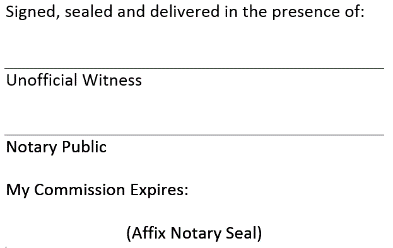 Signed, sealed and delivered in the presence of:
Unofficial Witness
Notary Public
My Commission Expires:
(Affix Notary Seal)